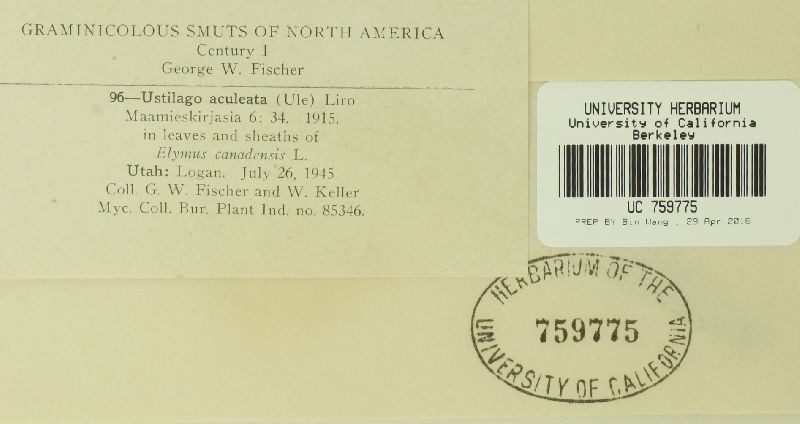 GRAMINICOLOUS SMUTS OF NORTH AMERICA
Century I
George W. Fischer
96—Ustilago aculeata (Ule) Liro
Maamieskirjasia 6: 34. 1915.
in leaves and sheaths of
Elymus canadensis L.
Utah: Logan. July 26, 1945
Coll. G. W. Fischer and W. Keller
Myc. Coll. Bur. Plant Ind. no. 85346.
UNIVERSITY HERBARIUM
University of California
Berkeley
UC 759775
PREP BY Bin Wang , 29 Apr 2016
HERBARIUM OF THE
759775
UNIVERSITY OF CALIFORNIA